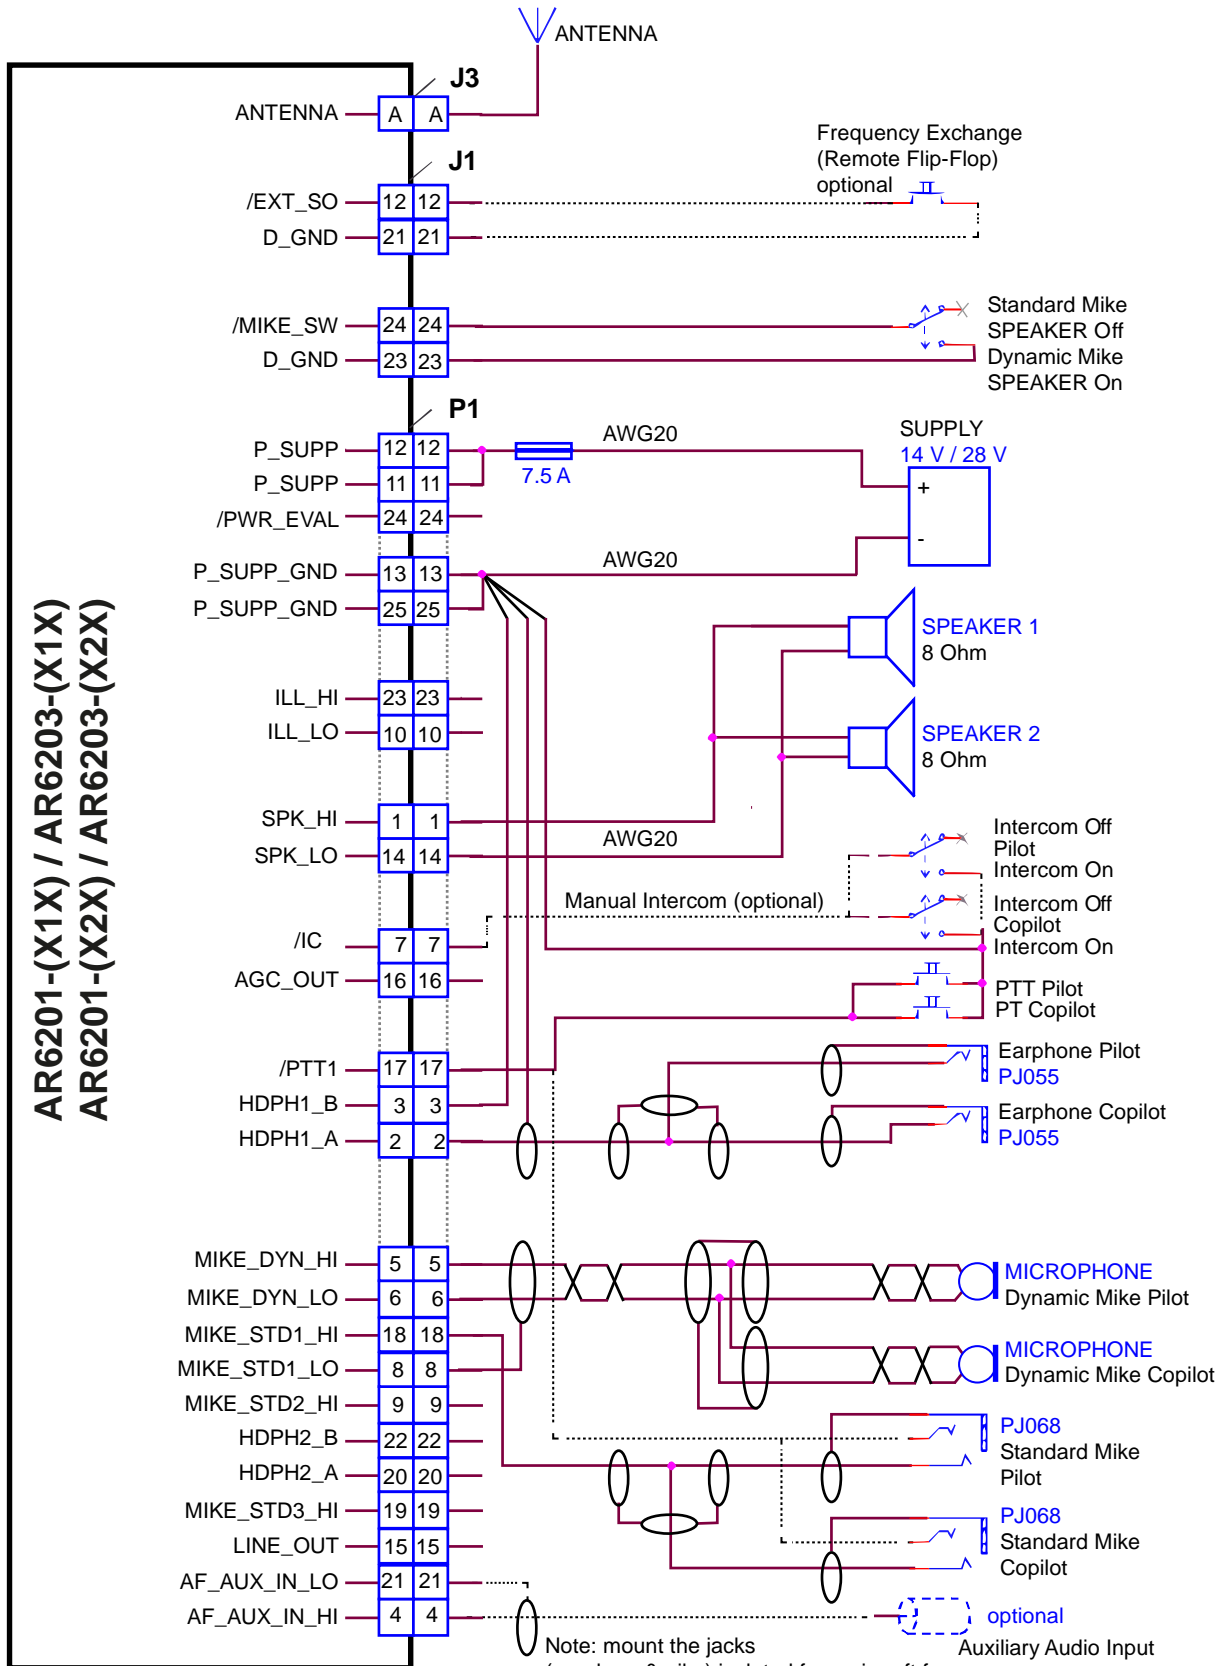 ANTENNA
J3
ANTENNA A A
Frequency Exchange
(Remote Flip-Flop)
optional
J1
/EXT_SO 12 12
D_GND 21 21
/MIKE_SW 24 24
D_GND 23 23
Standard Mike
SPEAKER Off
Dynamic Mike
SPEAKER On
P1
P_SUPP 12 12
P_SUPP 11 11
/PWR_EVAL 24 24
AWG20
7.5 A
SUPPLY
14 V / 28 V
+
-
P_SUPP_GND 13 13
P_SUPP_GND 25 25
AWG20
SPEAKER 1
8 Ohm
ILL_HI 23 23
ILL_LO 10 10
SPEAKER 2
8 Ohm
SPK_HI 1 1
SPK_LO 14 14
AWG20
Intercom Off
Pilot
Intercom On
Manual Intercom (optional)
Intercom Off
Copilot
Intercom On
/IC 7 7
AGC_OUT 16 16
PTT Pilot
PT Copilot
/PTT1 17 17
HDPH1_B 3 3
HDPH1_A 2 2
Earphone Pilot
PJ055
Earphone Copilot
PJ055
AR6201-(X1X) / AR6203-(X1X)
AR6201-(X2X) / AR6203-(X2X)
MIKE_DYN_HI 5 5
MIKE_DYN_LO 6 6
MIKE_STD1_HI 18 18
MIKE_STD1_LO 8 8
MIKE_STD2_HI 9 9
HDPH2_B 22 22
HDPH2_A 20 20
MIKE_STD3_HI 19 19
LINE_OUT 15 15
AF_AUX_IN_LO 21 21
AF_AUX_IN_HI 4 4
MICROPHONE
Dynamic Mike Pilot
MICROPHONE
Dynamic Mike Copilot
PJ068
Standard Mike
Pilot
PJ068
Standard Mike
Copilot
optional
Auxiliary Audio Input
Note: mount the jacks